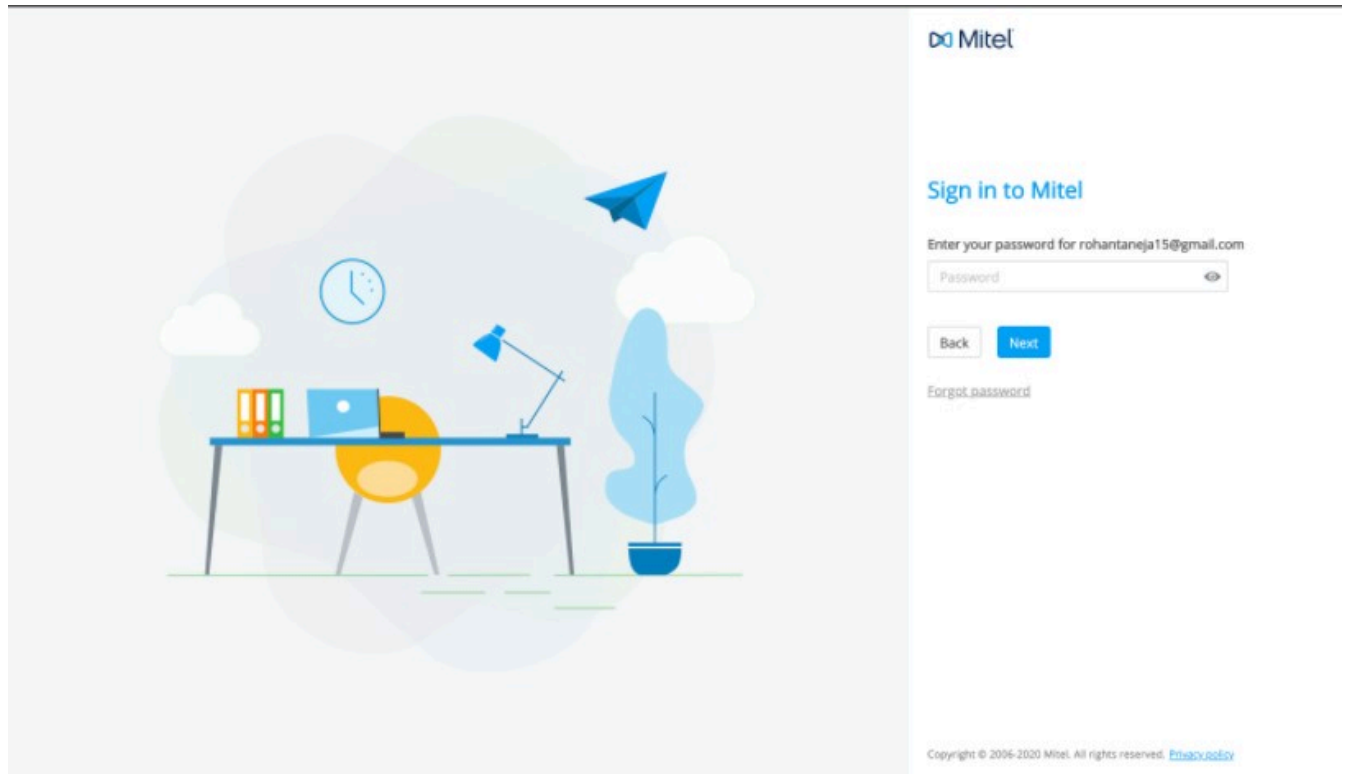 Mitel
Sign in to Mitel
Enter your password for rohantaneja15@gmail.com
Password
Back
Next
Forgot password
Copyright © 2006-2020 Mitel. All rights reserved. Privacy policy